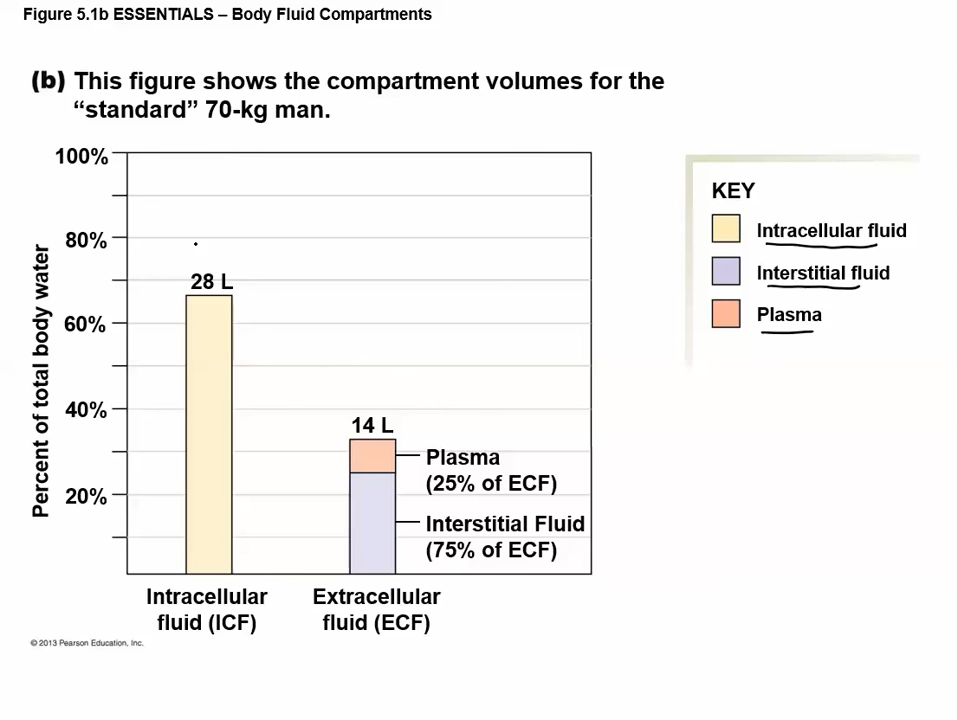 Figure 5.1b ESSENTIALS – Body Fluid Compartments
(b) This figure shows the compartment volumes for the
“standard” 70-kg man.
100%
80%
60%
40%
20%
Percent of total body water
28 L
14 L
Plasma
(25% of ECF)
Interstitial Fluid
(75% of ECF)
Intracellular
fluid (ICF)
Extracellular
fluid (ECF)
KEY
Intracellular fluid
Interstitial fluid
Plasma
© 2013 Pearson Education, Inc.